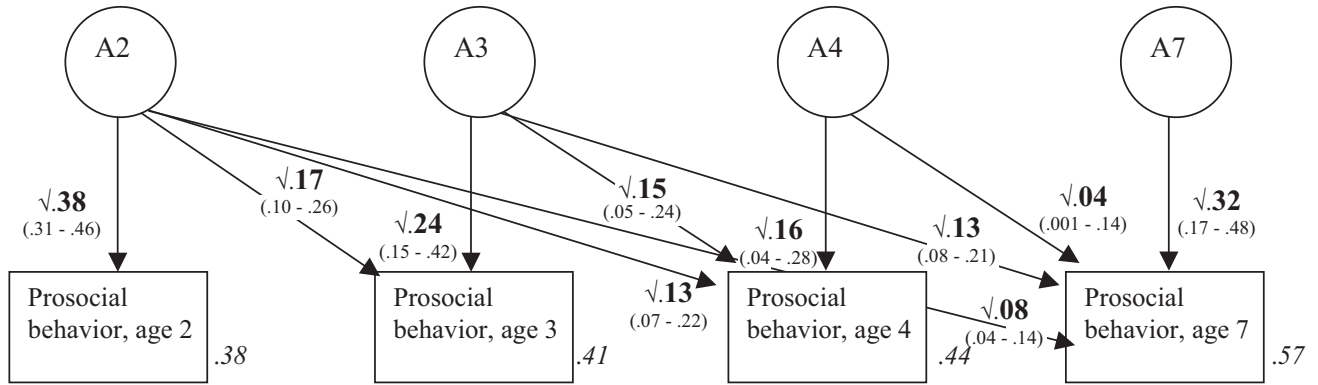 A2
A3
A4
A7
√.38
(.31 - .46)
√.17
(.10 - .26)
√.24
(.15 - .42)
√.15
(.05 - .24)
√.16
(.04 - .28)
√.13
(.07 - .22)
√.13
(.08 - .21)
√.04
(.001 - .14)
√.32
(.17 - .48)
√.08
(.04 - .14)
Prosocial
behavior, age 2
.38
Prosocial
behavior, age 3
.41
Prosocial
behavior, age 4
.44
Prosocial
behavior, age 7
.57